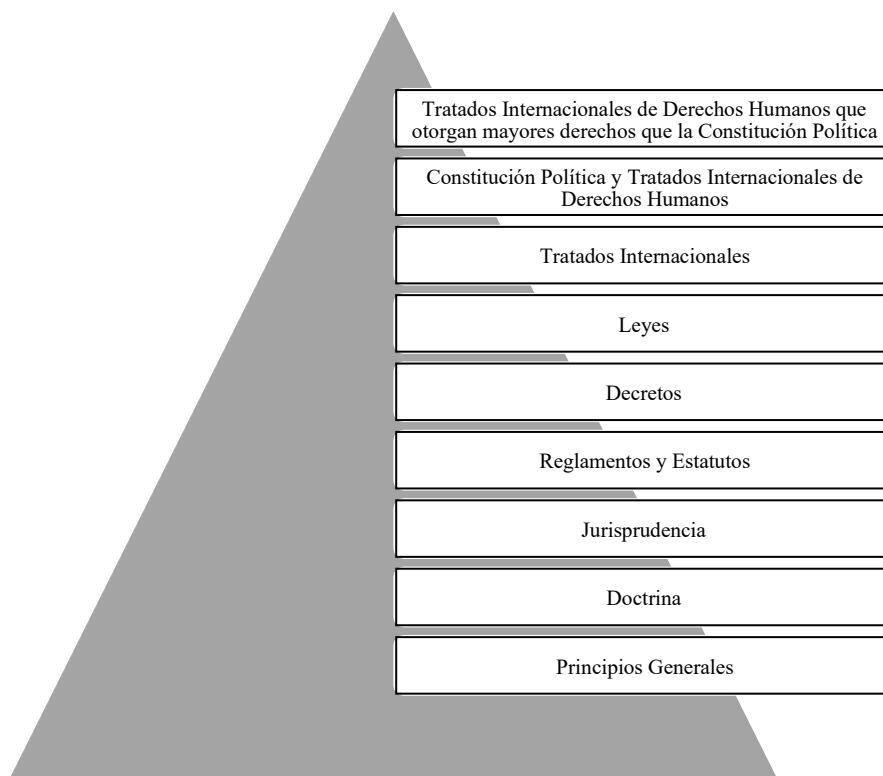 Tratados Internacionales de Derechos Humanos que
otorgan mayores derechos que la Constitución Política
Constitución Política y Tratados Internacionales de
Derechos Humanos
Tratados Internacionales
Leyes
Decretos
Reglamentos y Estatutos
Jurisprudencia
Doctrina
Principios Generales